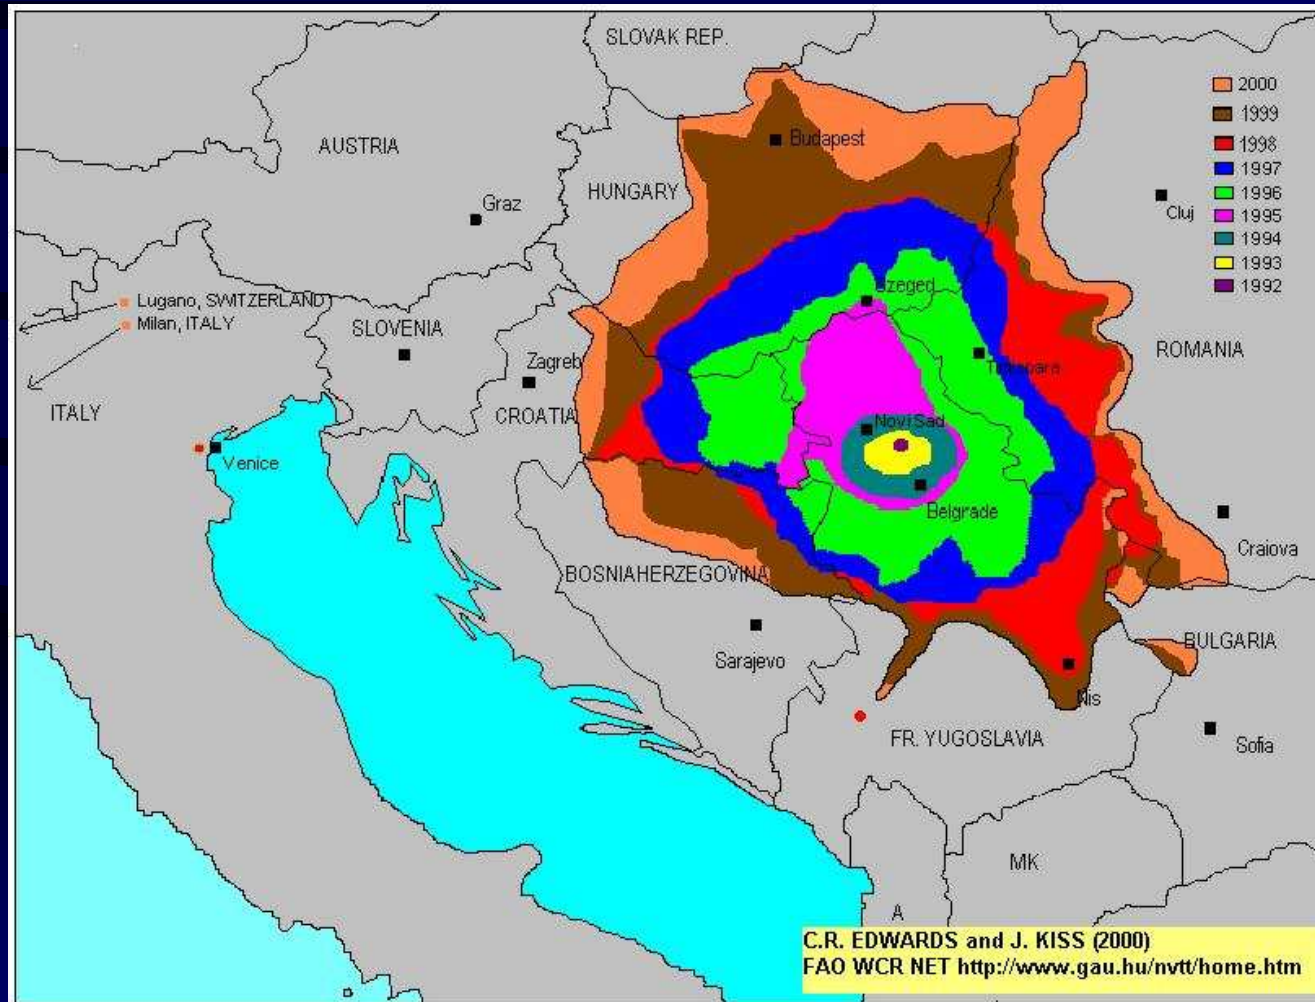 SLOVAK REP.
2000
1999
1998
1997
1996
1995
1994
1993
1992
AUSTRIA
Budapest
HUNGARY
Graz
Cluj
Szeged
Lugano, SWITZERLAND
Milan, ITALY
SLOVENIA
ROMANIA
Zagreb
ITALY
CROATIA
Novi Sad
Venice
Belgrade
Craiova
BOSNIAHERZEGOVINA
BULGARIA
Sarajevo
Nis
FR. YUGOSLAVIA
Sofia
MK
A
C.R. EDWARDS and J. KISS (2000)
FAO WCR NET http://www.gau.hu/nvtt/home.htm